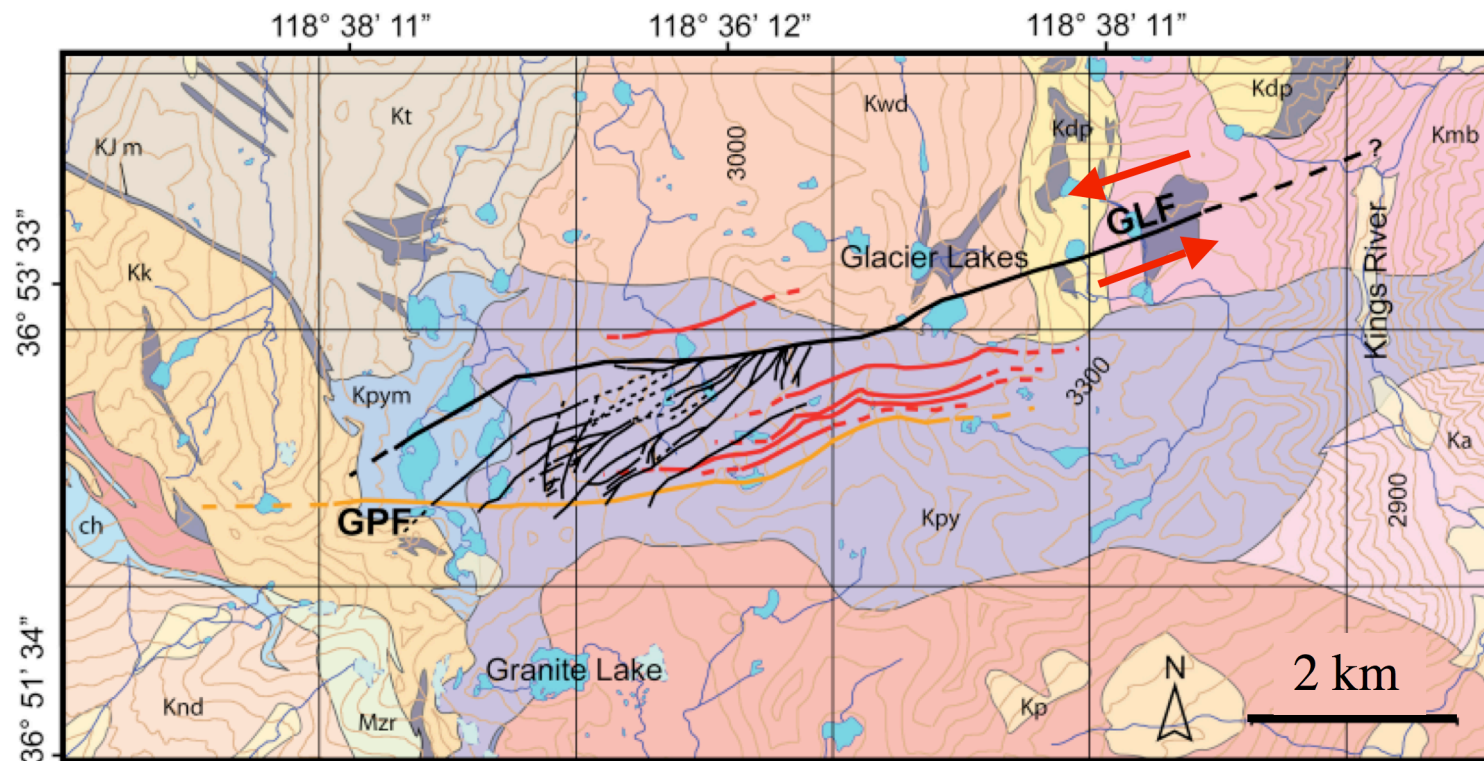 118° 38’ 11”
118° 36’ 12”
118° 38’ 11”
36° 53’ 33”
36° 51’ 34”
KJ m
Kt
3000
Kwd
Kdp
Kdp
Kmb
?
GLF
Glacier Lakes
Kings River
Kk
Kpym
3300
Ka
2900
ch
GPF
Kpy
Granite Lake
Knd
Mzr
Kp
N
2 km